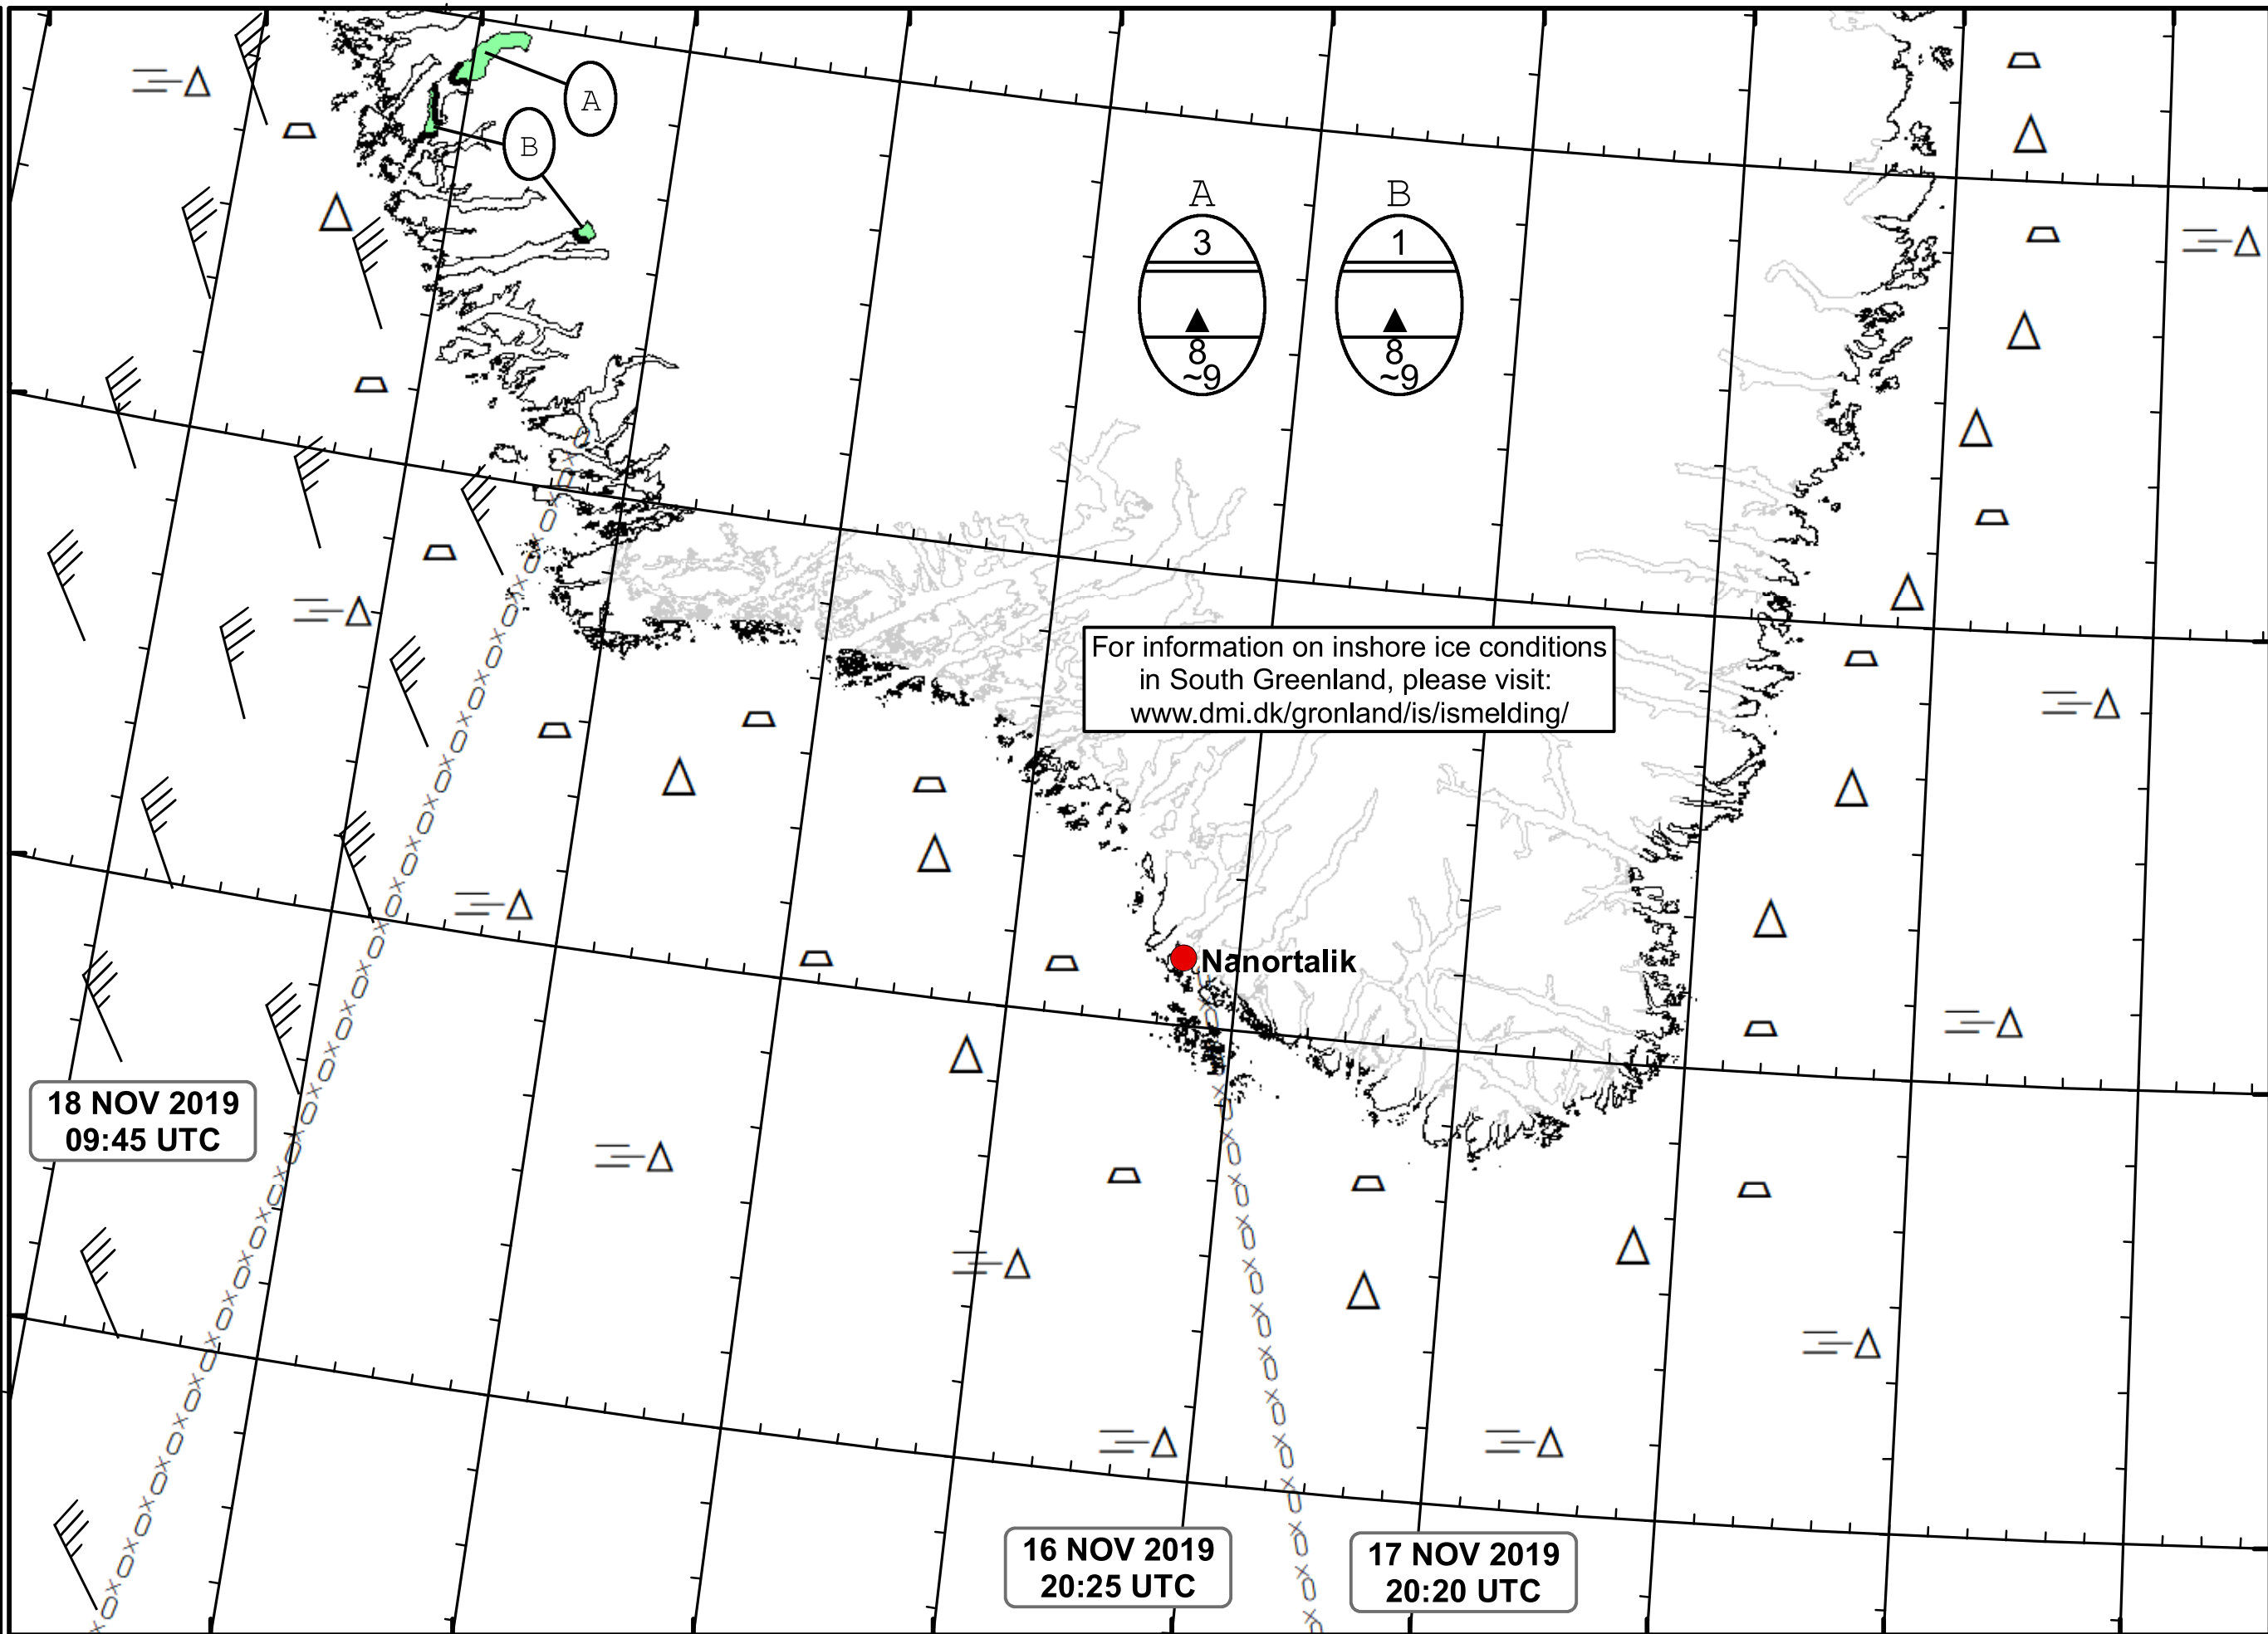 A
B
A
B
3
1
8
~9
8
~9
For information on inshore ice conditions
in South Greenland, please visit:
www.dmi.dk/gronland/is/ismelding/
Nanortalik
18 NOV 2019
09:45 UTC
16 NOV 2019
20:25 UTC
17 NOV 2019
20:20 UTC